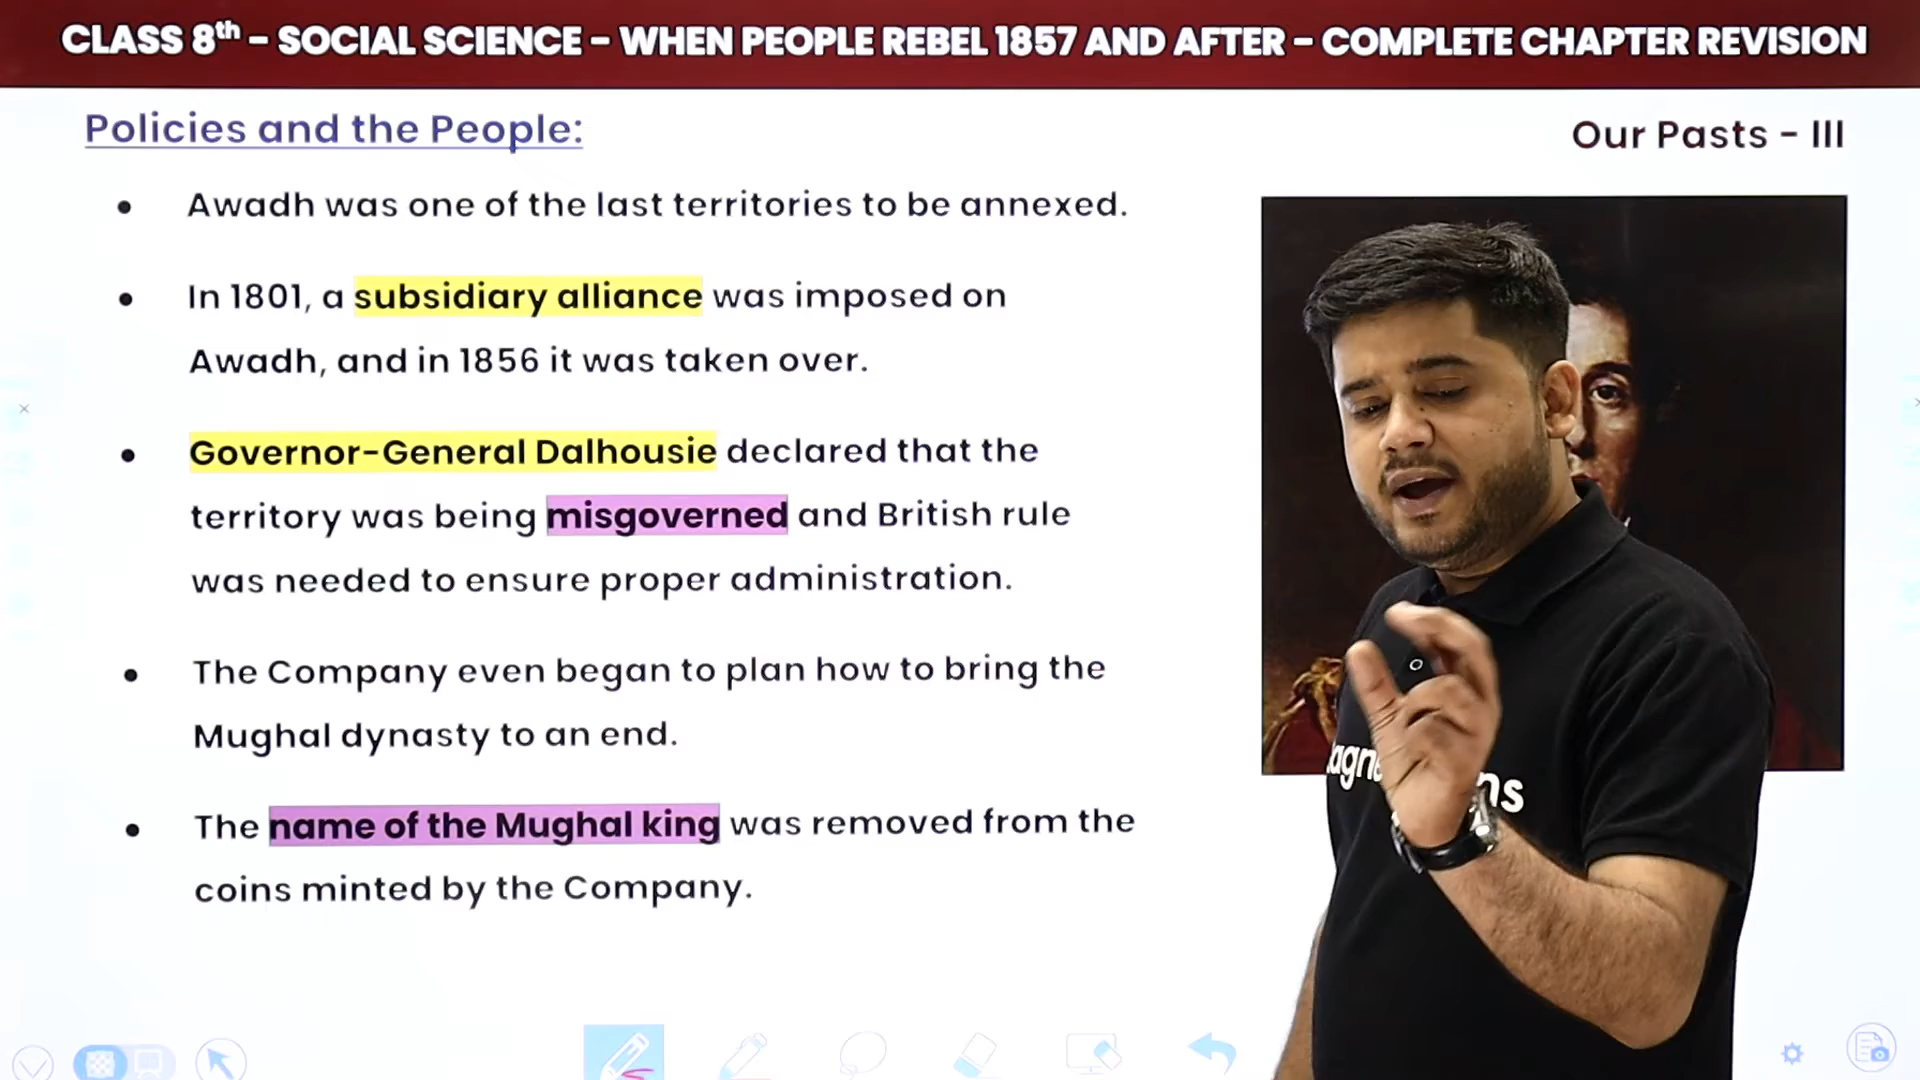 CLASS 8th – SOCIAL SCIENCE – WHEN PEOPLE REBEL 1857 AND AFTER – COMPLETE CHAPTER REVISION
Policies and the People:
Our Pasts – III
• Awadh was one of the last territories to be annexed.
• In 1801, a subsidiary alliance was imposed on
Awadh, and in 1856 it was taken over.
• Governor-General Dalhousie declared that the
territory was being misgoverned and British rule
was needed to ensure proper administration.
• The Company even began to plan how to bring the
Mughal dynasty to an end.
• The name of the Mughal king was removed from the
coins minted by the Company.